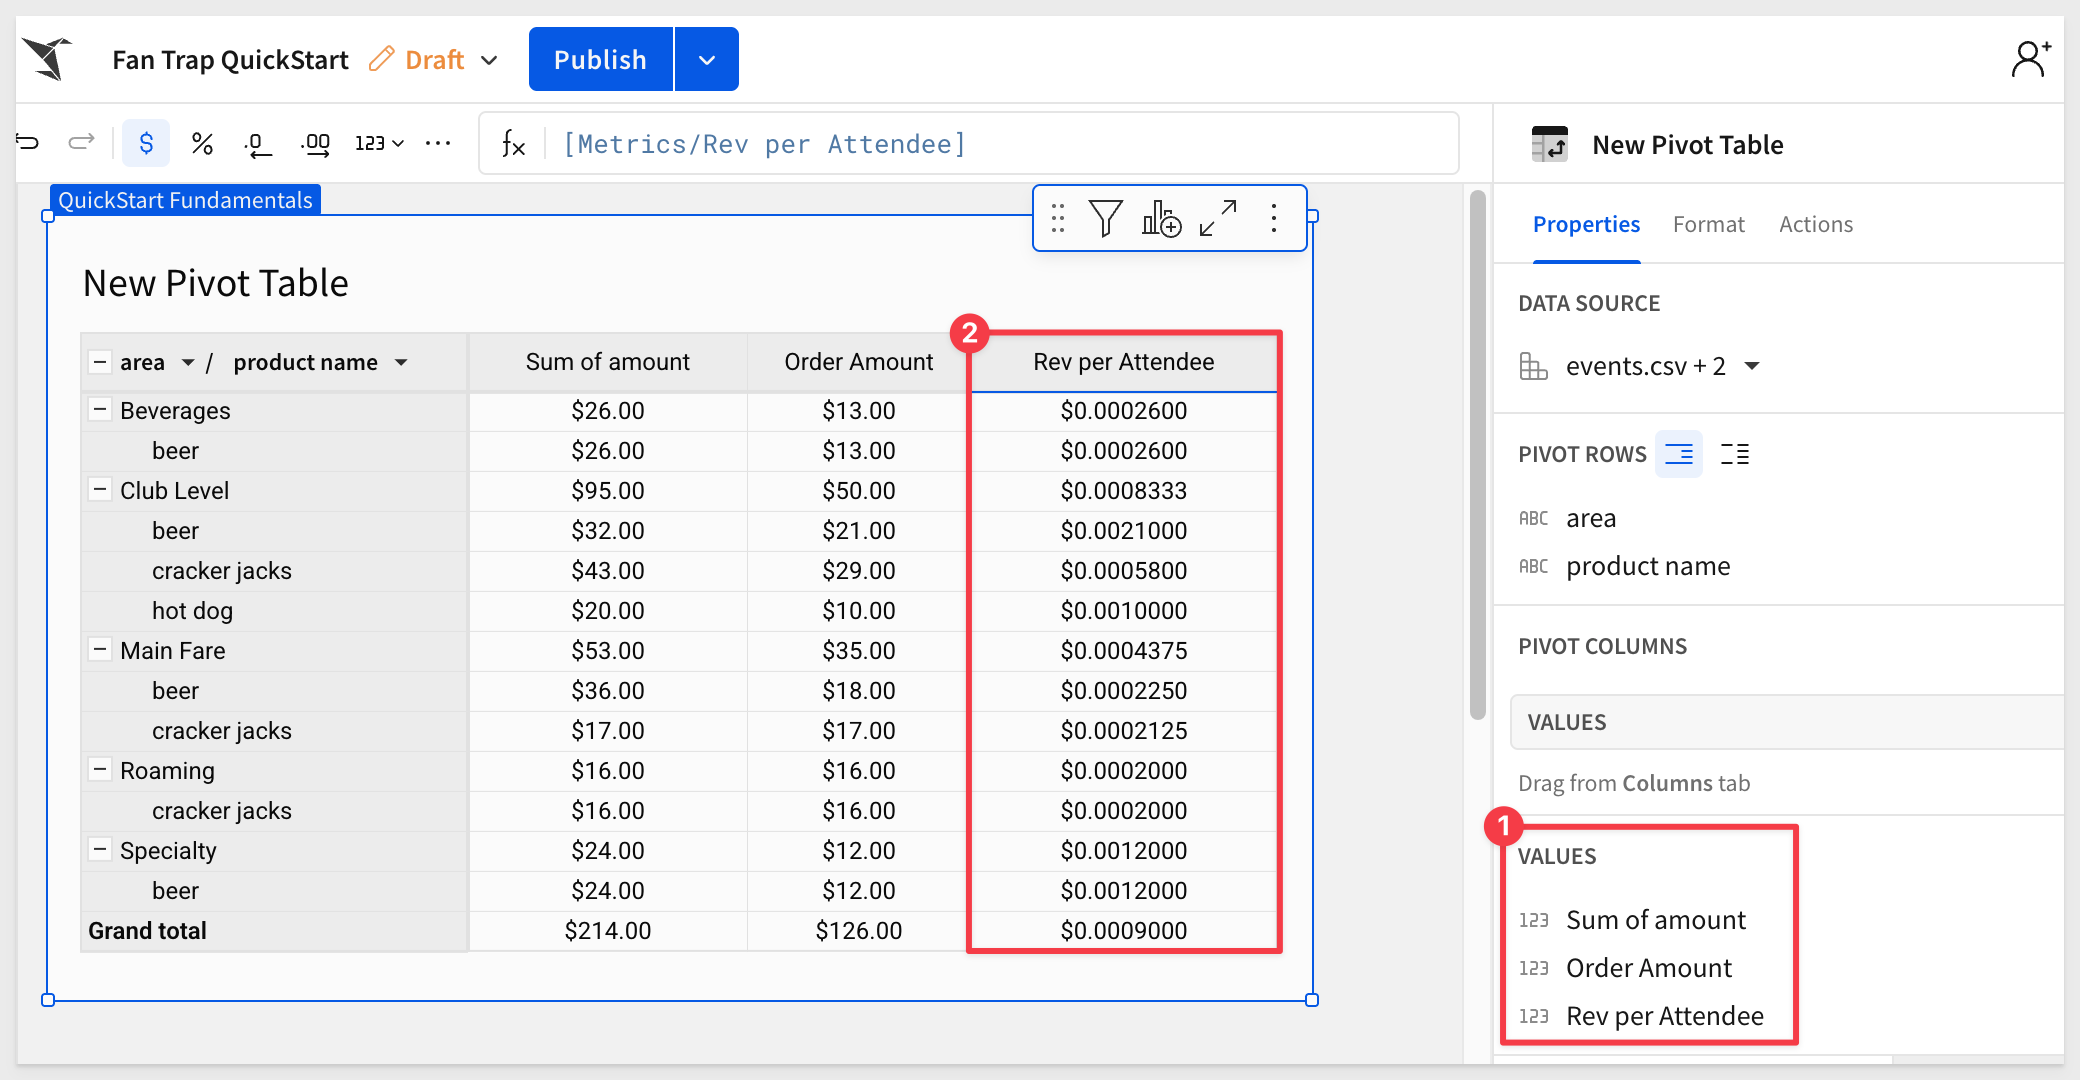 Fan Trap QuickStart Draft Publish
$ % .0 .00 123 ... fx [Metrics/Rev per Attendee]
New Pivot Table
QuickStart Fundamentals
Properties Format Actions
New Pivot Table
DATA SOURCE
events.csv + 2
2
area / product name Sum of amount Order Amount Rev per Attendee
Beverages $26.00 $13.00 $0.0002600
beer $26.00 $13.00 $0.0002600
Club Level $95.00 $50.00 $0.0008333
beer $32.00 $21.00 $0.0021000
cracker jacks $43.00 $29.00 $0.0005800
hot dog $20.00 $10.00 $0.0010000
Main Fare $53.00 $35.00 $0.0004375
beer $36.00 $18.00 $0.0002250
cracker jacks $17.00 $17.00 $0.0002125
Roaming $16.00 $16.00 $0.0002000
cracker jacks $16.00 $16.00 $0.0002000
Specialty $24.00 $12.00 $0.0012000
beer $24.00 $12.00 $0.0012000
Grand total $214.00 $126.00 $0.0009000
PIVOT ROWS
ABC area
ABC product name
PIVOT COLUMNS
VALUES
Drag from Columns tab
1
VALUES
123 Sum of amount
123 Order Amount
123 Rev per Attendee